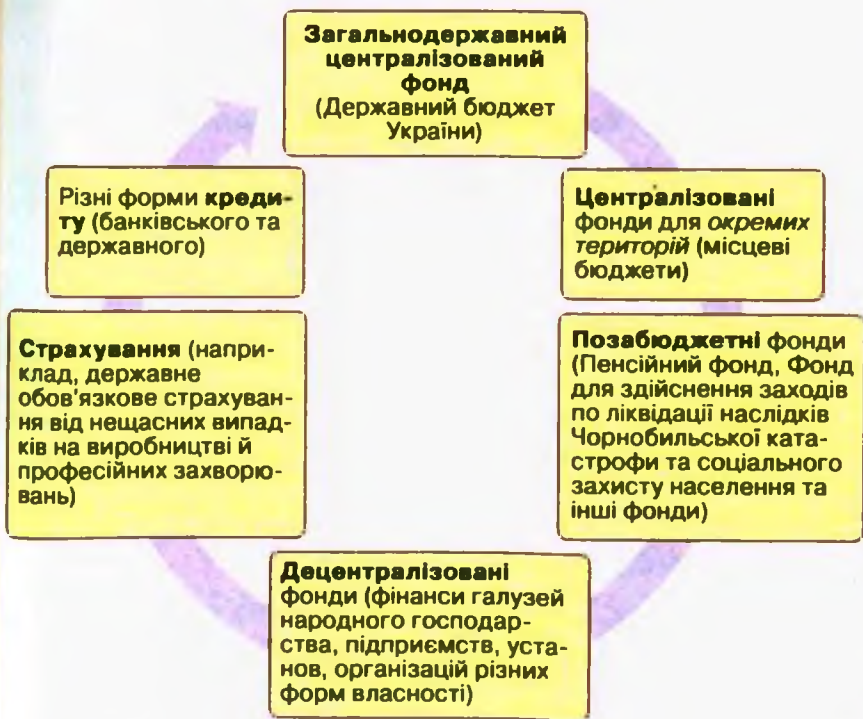 Загальнодержавний
централізований
фонд
(Державний бюджет
України)
Централізовані
фонди для окремих
територій (місцеві
бюджети)
Позабюджетні фонди
(Пенсійний фонд, Фонд
для здійснення заходів
по ліквідації наслідків
Чорнобильської ката-
строфи та соціального
захисту населення та
інші фонди)
Децентралізовані
фонди (фінанси галузей
народного господар-
ства, підприємств, уста-
нов, організацій різних
форм власності)
Страхування (напри-
клад, державне
обов'язкове страхуван-
ня від нещасних випад-
ків на виробництві й
професійних захворю-
вань)
Різні форми креди-
ту (банківського та
державного)